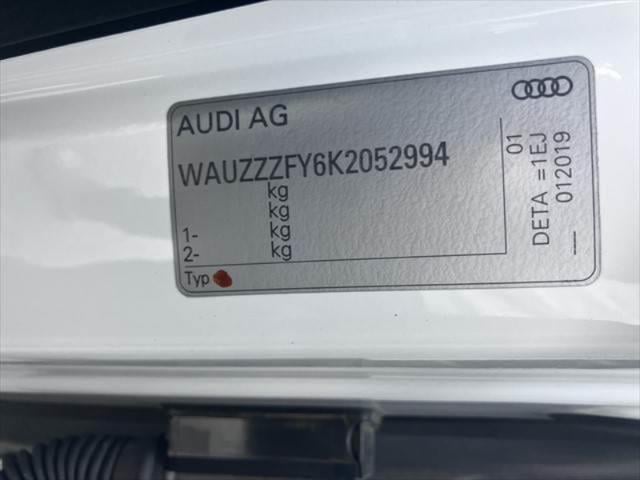 AUDI AG
WAUZZZFY6K2052994
kg
kg
1- kg
2- kg
Typ
01
DETA =1EJ
012019